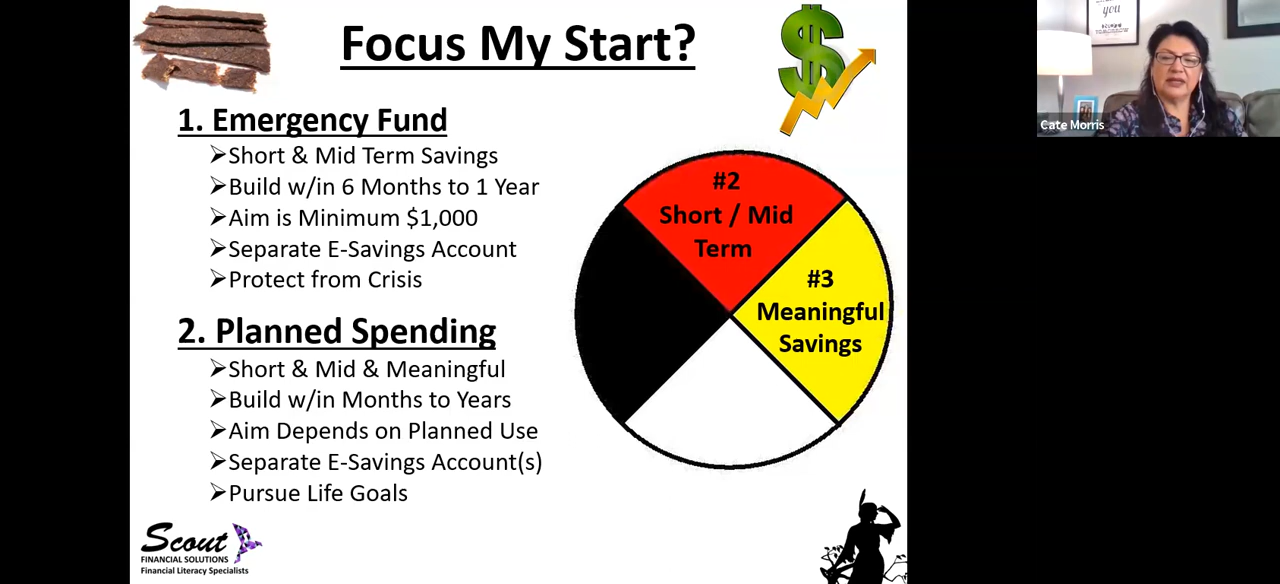 Focus My Start?
1. Emergency Fund
➢Short & Mid Term Savings
➢Build w/in 6 Months to 1 Year
➢Aim is Minimum $1,000
➢Separate E-Savings Account
➢Protect from Crisis
2. Planned Spending
➢Short & Mid & Meaningful
➢Build w/in Months to Years
➢Aim Depends on Planned Use
➢Separate E-Savings Account(s)
➢Pursue Life Goals
#2
Short / Mid
Term
#3
Meaningful
Savings
Scout
FINANCIAL SOLUTIONS
Financial Literacy Specialists
you
Cate Morris